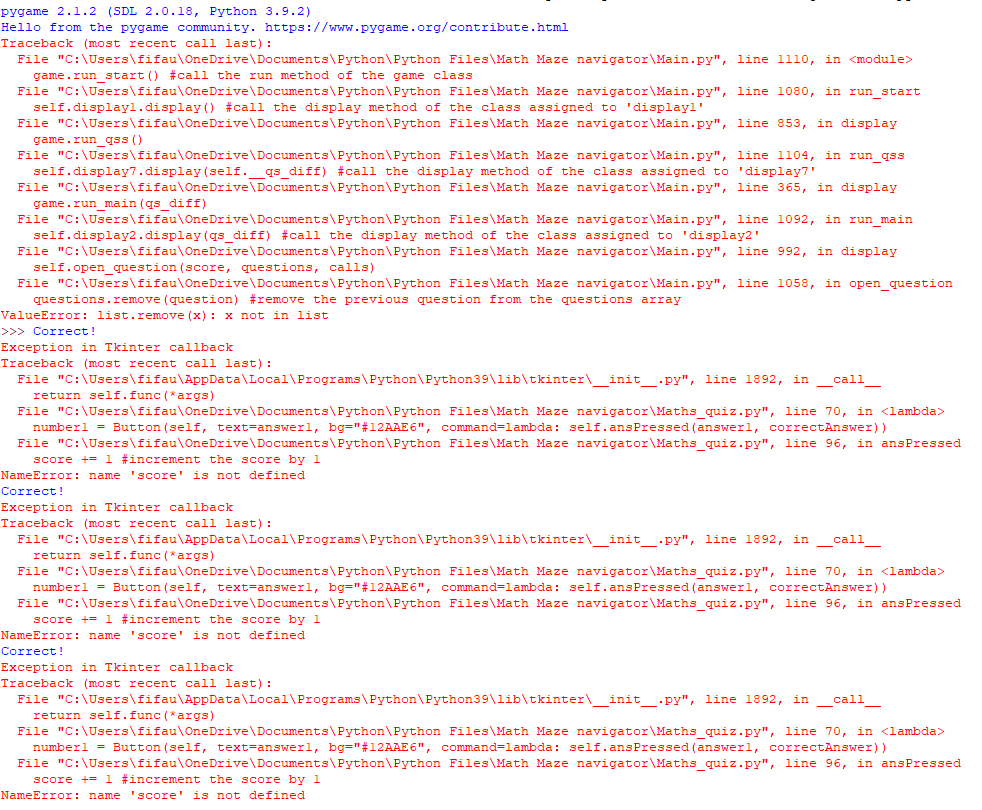 pygame 2.1.2 (SDL 2.0.18, Python 3.9.2)
Hello from the pygame community. https://www.pygame.org/contribute.html
Traceback (most recent call last):
  File "C:\Users\fifau\OneDrive\Documents\Python\Python Files\Math Maze navigator\Main.py", line 1110, in <module>
    game.run_start() #call the run method of the game class
  File "C:\Users\fifau\OneDrive\Documents\Python\Python Files\Math Maze navigator\Main.py", line 1080, in run_start
    self.display1.display() #call the display method of the class assigned to 'display1'
  File "C:\Users\fifau\OneDrive\Documents\Python\Python Files\Math Maze navigator\Main.py", line 853, in display
    game.run_qss()
  File "C:\Users\fifau\OneDrive\Documents\Python\Python Files\Math Maze navigator\Main.py", line 1104, in run_qss
    self.display7.display(self.__qs_diff) #call the display method of the class assigned to 'display7'
  File "C:\Users\fifau\OneDrive\Documents\Python\Python Files\Math Maze navigator\Main.py", line 365, in display
    game.run_main(qs_diff)
  File "C:\Users\fifau\OneDrive\Documents\Python\Python Files\Math Maze navigator\Main.py", line 1092, in run_main
    self.display2.display(qs_diff) #call the display method of the class assigned to 'display2'
  File "C:\Users\fifau\OneDrive\Documents\Python\Python Files\Math Maze navigator\Main.py", line 992, in display
    self.open_question(score, questions, calls)
  File "C:\Users\fifau\OneDrive\Documents\Python\Python Files\Math Maze navigator\Main.py", line 1058, in open_question
    questions.remove(question) #remove the previous question from the questions array
ValueError: list.remove(x): x not in list
>>> Correct!
Exception in Tkinter callback
Traceback (most recent call last):
  File "C:\Users\fifau\AppData\Local\Programs\Python\Python39\lib\tkinter\__init__.py", line 1892, in __call__
    return self.func(*args)
  File "C:\Users\fifau\OneDrive\Documents\Python\Python Files\Math Maze navigator\Maths_quiz.py", line 70, in <lambda>
    number1 = Button(self, text=answer1, bg="#12AAE6", command=lambda: self.ansPressed(answer1, correctAnswer))
  File "C:\Users\fifau\OneDrive\Documents\Python\Python Files\Math Maze navigator\Maths_quiz.py", line 96, in ansPressed
    score += 1 #increment the score by 1
NameError: name 'score' is not defined
Correct!
Exception in Tkinter callback
Traceback (most recent call last):
  File "C:\Users\fifau\AppData\Local\Programs\Python\Python39\lib\tkinter\__init__.py", line 1892, in __call__
    return self.func(*args)
  File "C:\Users\fifau\OneDrive\Documents\Python\Python Files\Math Maze navigator\Maths_quiz.py", line 70, in <lambda>
    number1 = Button(self, text=answer1, bg="#12AAE6", command=lambda: self.ansPressed(answer1, correctAnswer))
  File "C:\Users\fifau\OneDrive\Documents\Python\Python Files\Math Maze navigator\Maths_quiz.py", line 96, in ansPressed
    score += 1 #increment the score by 1
NameError: name 'score' is not defined
Correct!
Exception in Tkinter callback
Traceback (most recent call last):
  File "C:\Users\fifau\AppData\Local\Programs\Python\Python39\lib\tkinter\__init__.py", line 1892, in __call__
    return self.func(*args)
  File "C:\Users\fifau\OneDrive\Documents\Python\Python Files\Math Maze navigator\Maths_quiz.py", line 70, in <lambda>
    number1 = Button(self, text=answer1, bg="#12AAE6", command=lambda: self.ansPressed(answer1, correctAnswer))
  File "C:\Users\fifau\OneDrive\Documents\Python\Python Files\Math Maze navigator\Maths_quiz.py", line 96, in ansPressed
    score += 1 #increment the score by 1
NameError: name 'score' is not defined